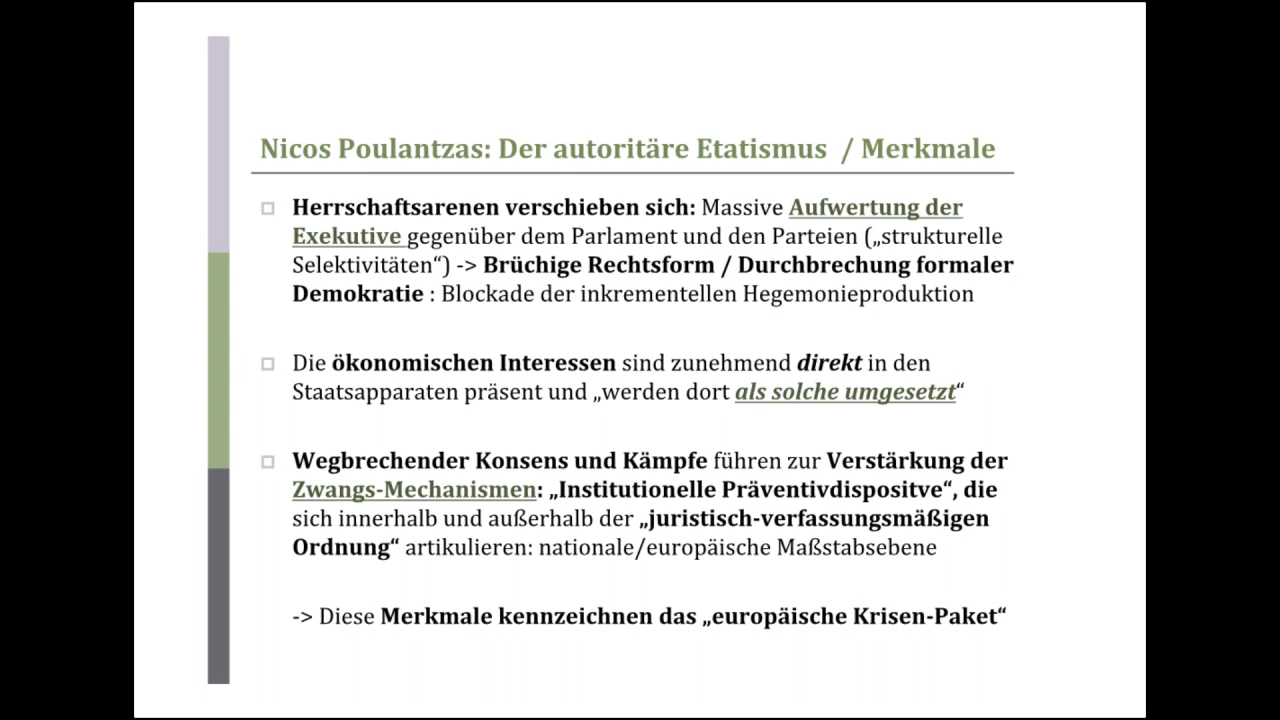 Nicos Poulantzas: Der autoritäre Etatismus / Merkmale
Herrschaftsarenen verschieben sich: Massive Aufwertung der
Exekutive gegenüber dem Parlament und den Parteien („strukturelle
Selektivitäten“) -> Brüchige Rechtsform / Durchbrechung formaler
Demokratie : Blockade der inkrementellen Hegemonieproduktion
Die ökonomischen Interessen sind zunehmend direkt in den
Staatsapparaten präsent und „werden dort als solche umgesetzt“
Wegbrechender Konsens und Kämpfe führen zur Verstärkung der
Zwangs-Mechanismen: „Institutionelle Präventivdispositve“, die
sich innerhalb und außerhalb der „juristisch-verfassungsmäßigen
Ordnung“ artikulieren: nationale/europäische Maßstabsebene
-> Diese Merkmale kennzeichnen das „europäische Krisen-Paket“